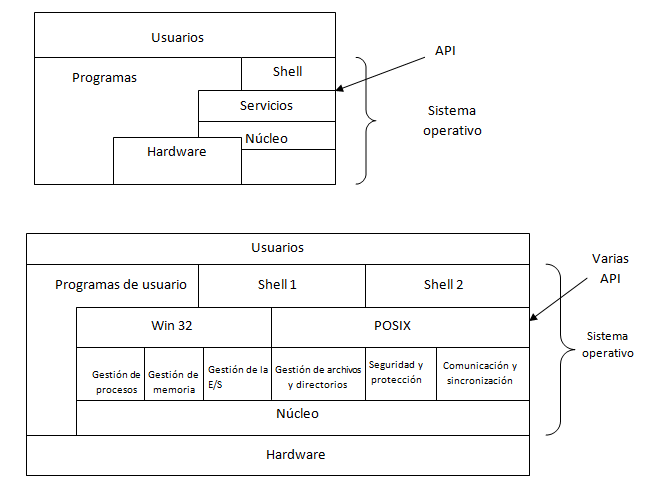 Usuarios
API
Programas
Shell
Servicios
Sistema
operativo
Núcleo
Hardware
Usuarios
Varias
API
Programas de usuario
Shell 1
Shell 2
Win 32
POSIX
Sistema
operativo
Gestión de
procesos
Gestión de
memoria
Gestión de la
E/S
Gestión de archivos
y directorios
Seguridad y
protección
Comunicación y
sincronización
Núcleo
Hardware